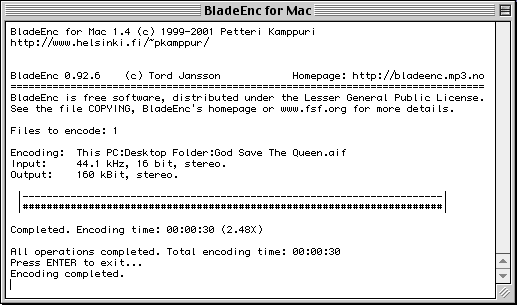 BladeEnc for Mac
BladeEnc for Mac 1.4 (c) 1999-2001 Petteri Kamppuri
http://www.helsinki.fi/~pkamppur/
BladeEnc 0.92.6    (c) Tord Jansson            Homepage: http://bladeenc.mp3.no
===============================================================================
BladeEnc is free software, distributed under the Lesser General Public License.
See the file COPYING, BladeEnc's homepage or www.fsf.org for more details.
Files to encode: 1
Encoding:  This PC:Desktop Folder:God Save The Queen.aif
Input:     44.1 kHz, 16 bit, stereo.
Output:    160 kBit, stereo.
|----------------------------------------------------------------------|
|######################################################################|
Completed. Encoding time: 00:00:30 (2.48X)
All operations completed. Total encoding time: 00:00:30
Press ENTER to exit...
Encoding completed.